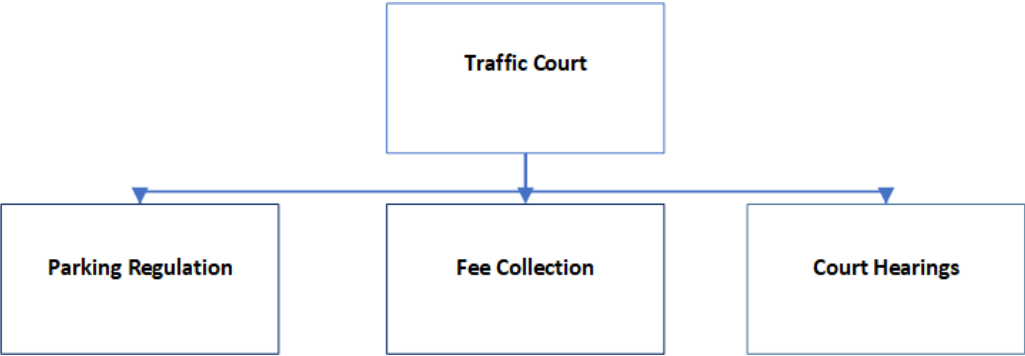 Traffic Court
Parking Regulation
Fee Collection
Court Hearings